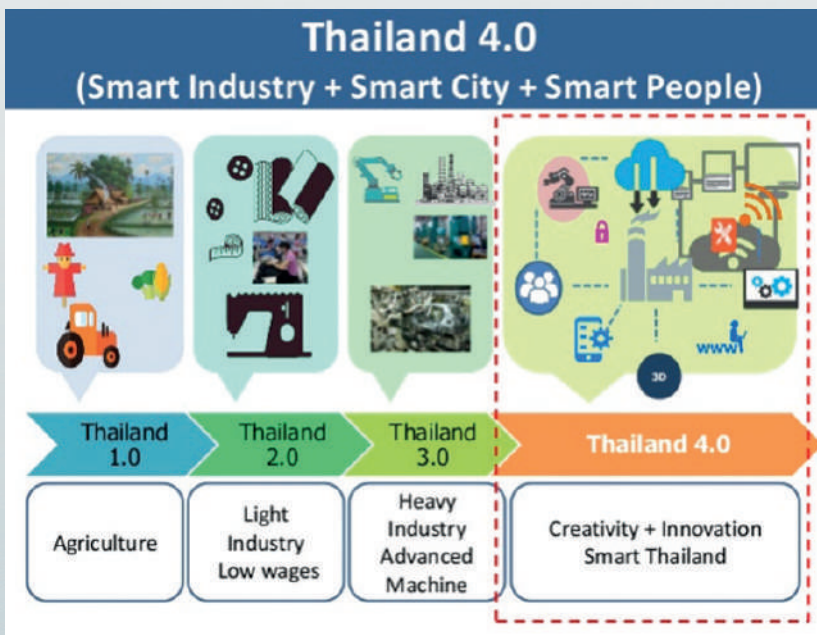 Thailand 4.0
(Smart Industry + Smart City + Smart People)
www
3D
Thailand
1.0
Thailand
2.0
Thailand
3.0
Thailand 4.0
Agriculture
Light
Industry
Low wages
Heavy
Industry
Advanced
Machine
Creativity + Innovation
Smart Thailand